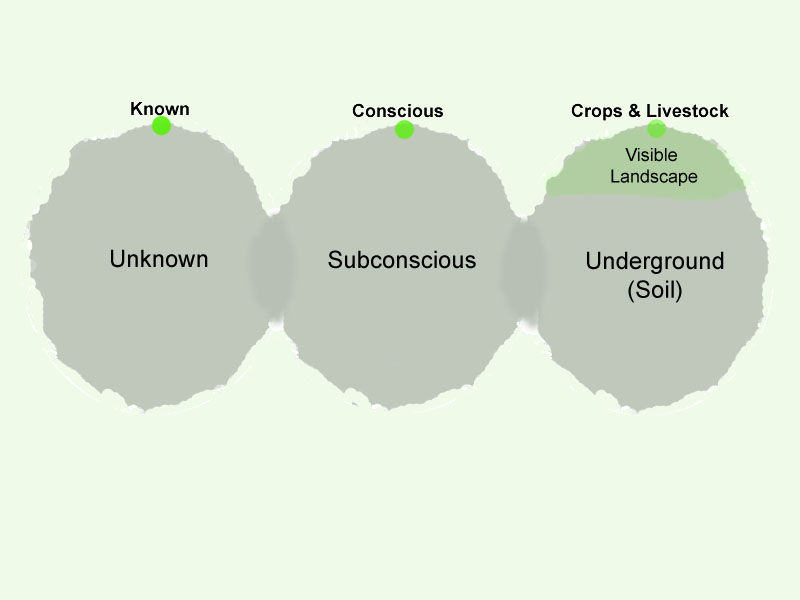 Known
Conscious
Crops & Livestock
Visible
Landscape
Unknown
Subconscious
Underground
(Soil)